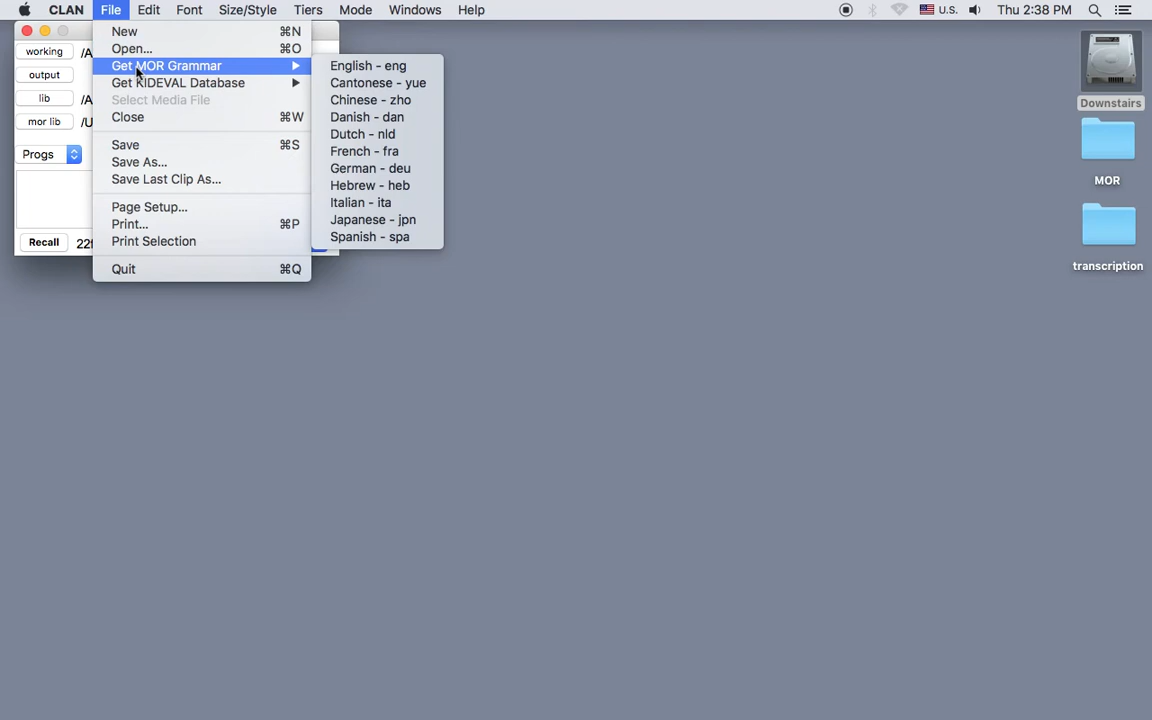 CLAN File Edit Font Size/Style Tiers Mode Windows Help U.S. Thu 2:38 PM
working /A
output
lib /A
mor lib /U
Progs
Recall
New ⌘N
Open... ⌘O
Get MOR Grammar
Get KIDEVAL Database
Select Media File
Close ⌘W
Save ⌘S
Save As...
Save Last Clip As...
Page Setup...
Print... ⌘P
Print Selection
Quit ⌘Q
English - eng
Cantonese - yue
Chinese - zho
Danish - dan
Dutch - nld
French - fra
German - deu
Hebrew - heb
Italian - ita
Japanese - jpn
Spanish - spa
Downstairs
MOR
transcription